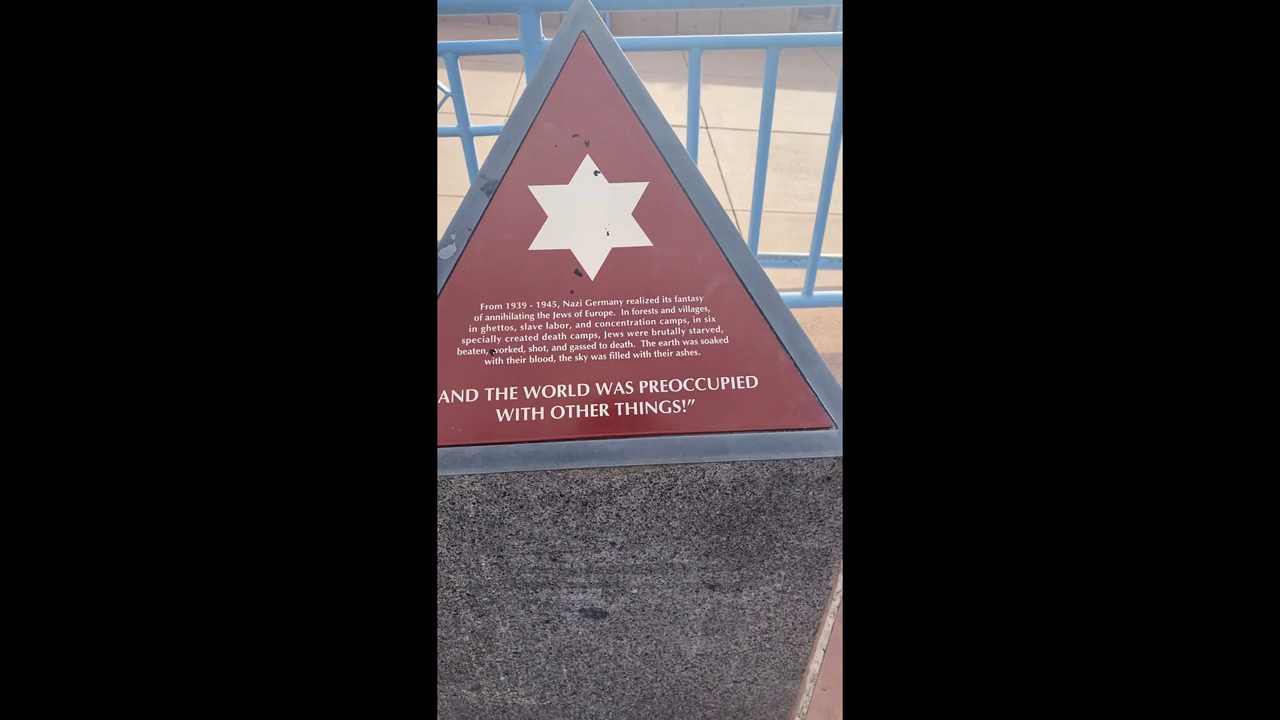 From 1939 - 1945, Nazi Germany realized its fantasy
of annihilating the Jews of Europe. In forests and villages,
in ghettos, slave labor, and concentration camps, in six
specially created death camps, Jews were brutally starved,
beaten, worked, shot, and gassed to death. The earth was soaked
with their blood, the sky was filled with their ashes.
AND THE WORLD WAS PREOCCUPIED
WITH OTHER THINGS!”